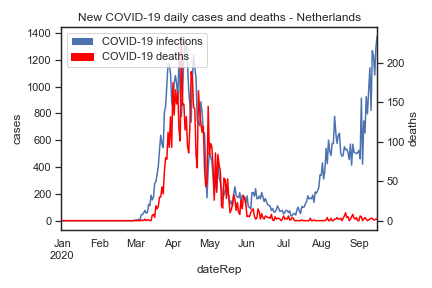 New COVID-19 daily cases and deaths - Netherlands
COVID-19 infections
COVID-19 deaths
1400
1200
1000
800
600
400
200
0
cases
200
150
100
50
0
deaths
Jan Feb Mar Apr May Jun Jul Aug Sep
2020
dateRep